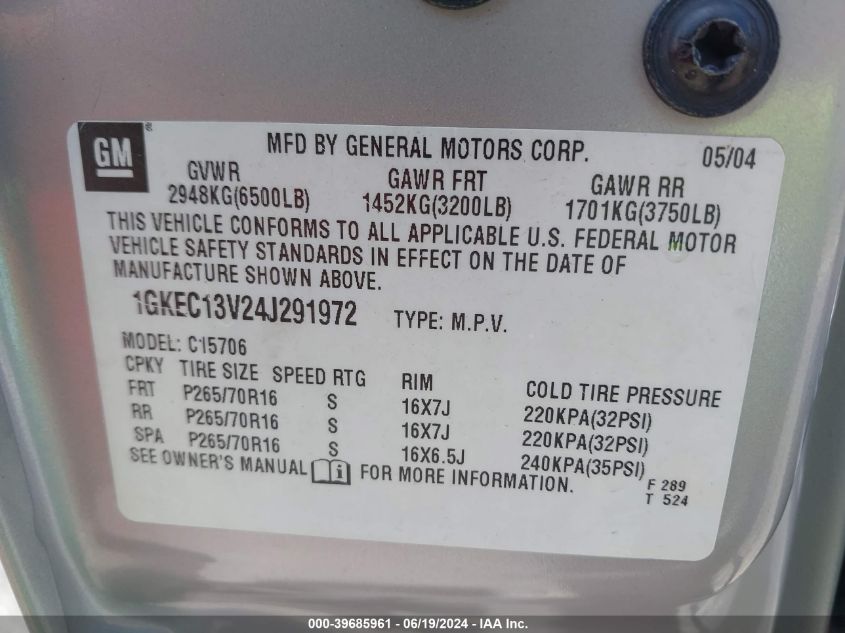 GM
MFD BY GENERAL MOTORS CORP. 05/04
GVWR GAWR FRT GAWR RR
2948KG(6500LB) 1452KG(3200LB) 1701KG(3750LB)
THIS VEHICLE CONFORMS TO ALL APPLICABLE U.S. FEDERAL MOTOR
VEHICLE SAFETY STANDARDS IN EFFECT ON THE DATE OF
MANUFACTURE SHOWN ABOVE.
1GKEC13V24J291972 TYPE: M.P.V.
MODEL: C15706
CPKY TIRE SIZE SPEED RTG RIM COLD TIRE PRESSURE
FRT P265/70R16 S 16X7J 220KPA(32PSI)
RR P265/70R16 S 16X7J 220KPA(32PSI)
SPA P265/70R16 S 16X6.5J 240KPA(35PSI)
SEE OWNER'S MANUAL FOR MORE INFORMATION.
F 289
T 524
000-39685961 - 06/19/2024 - IAA Inc.